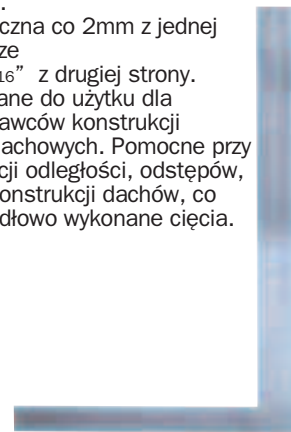 .
czna co 2mm z jednej
ze
16” z drugiej strony.
ane do użytku dla
awców konstrukcji
achowych. Pomocne przy
cji odległości, odstępów,
onstrukcji dachów, co
dłowo wykonane cięcia.